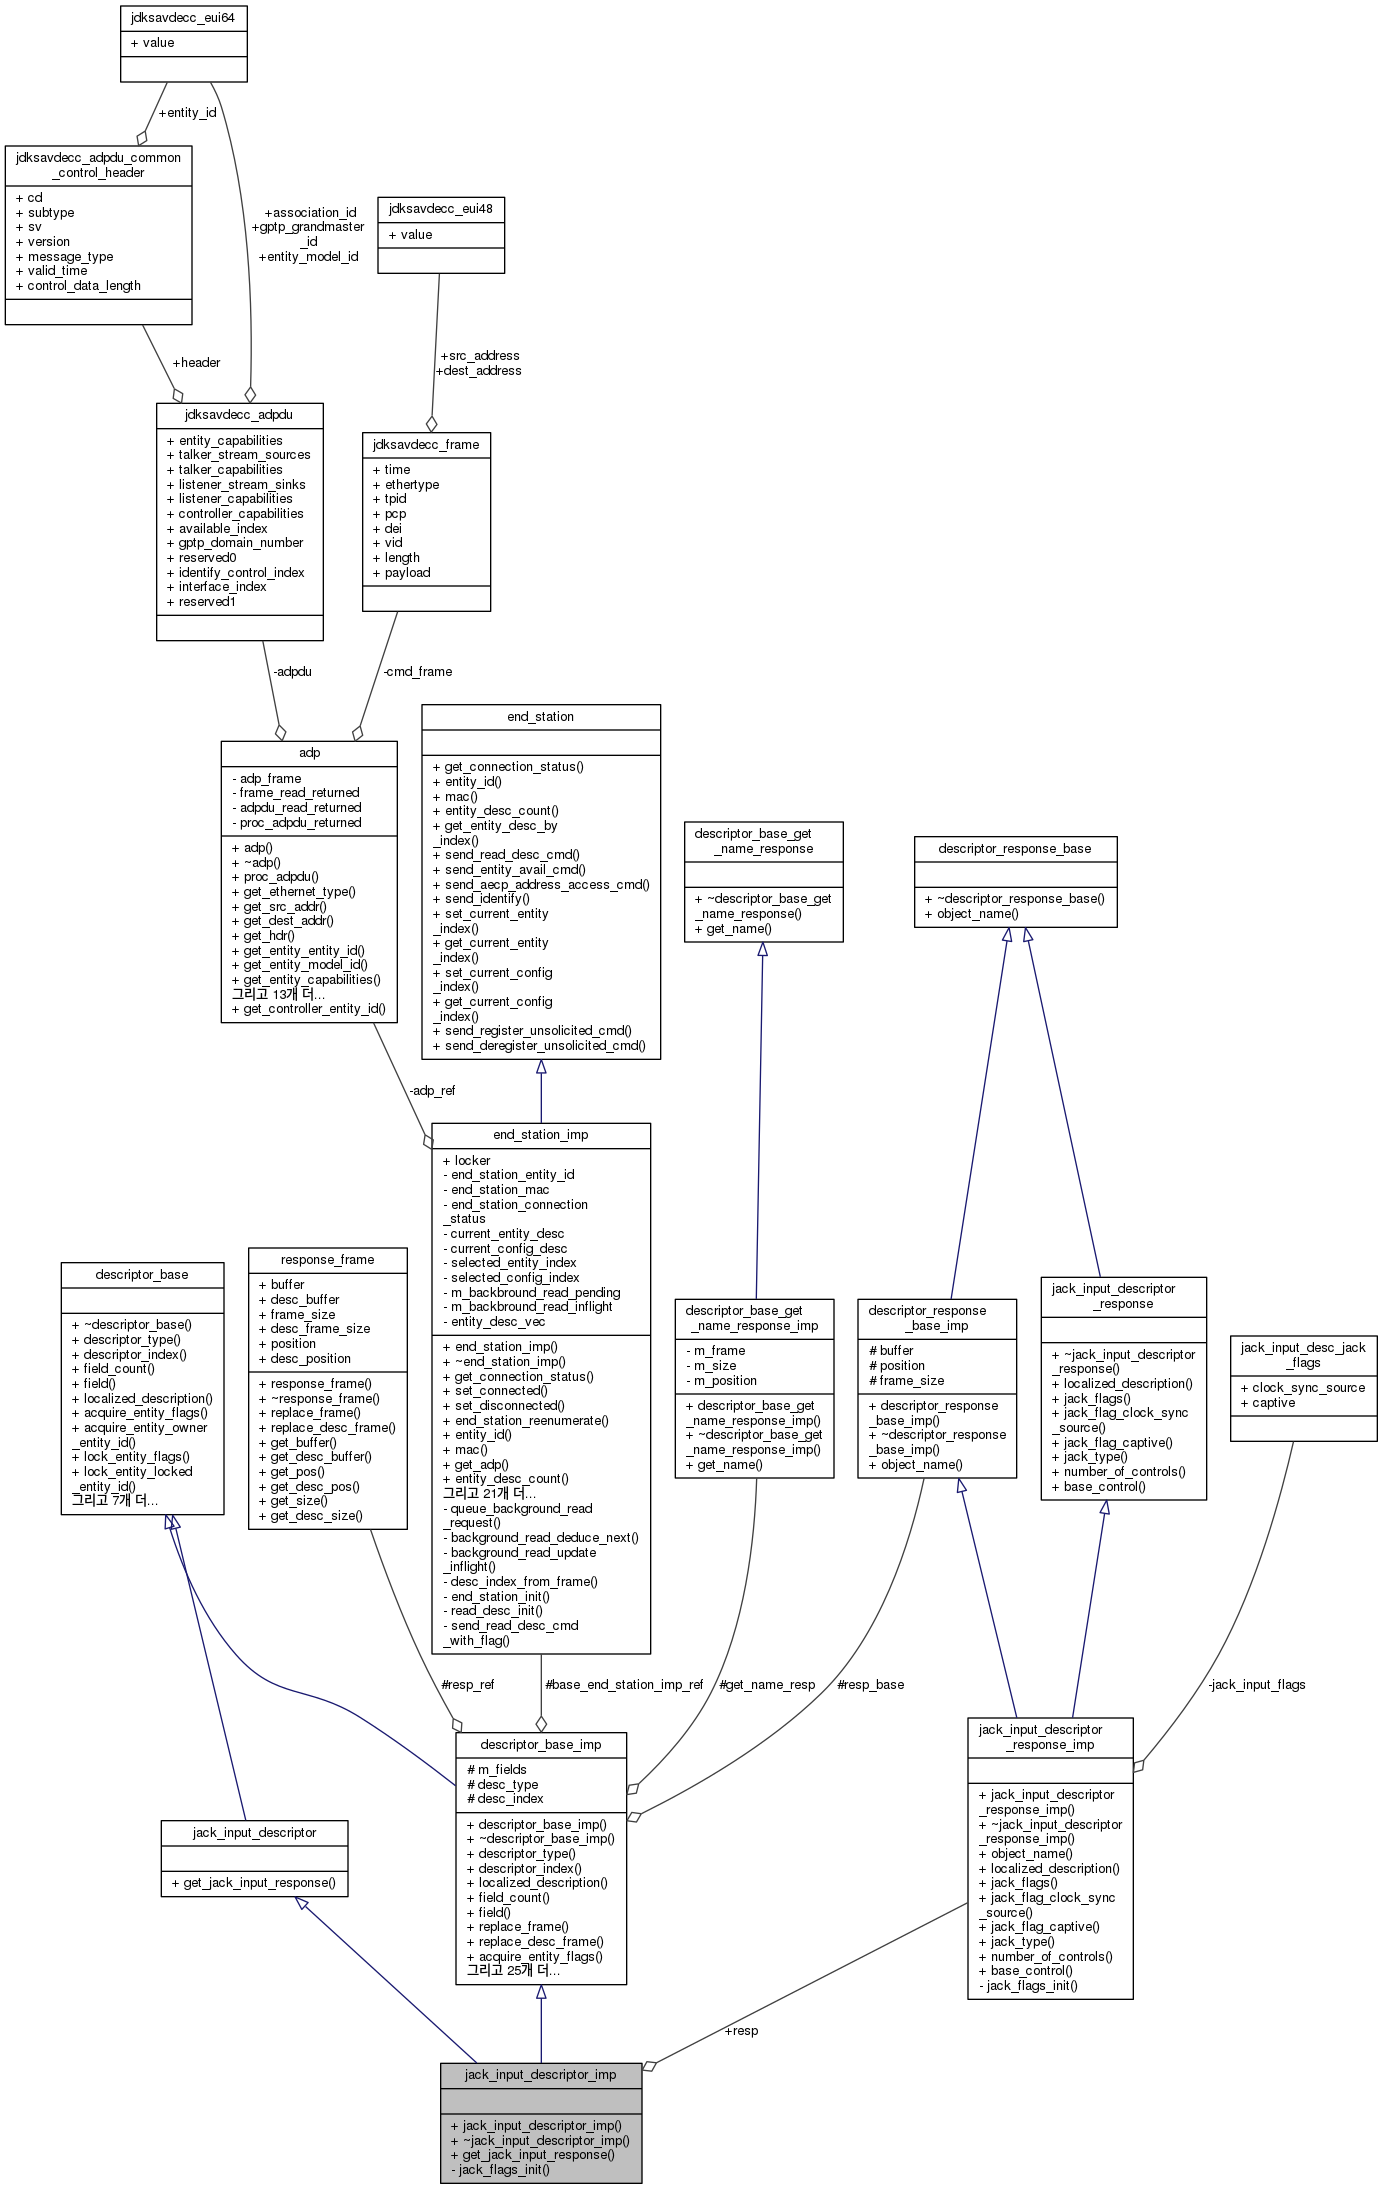 jdksavdecc_eui64
+ value
+entity_id
jdksavdecc_adpdu_common
_control_header
+ cd
+ subtype
+ sv
+ version
+ message_type
+ valid_time
+ control_data_length
+association_id
+gptp_grandmaster
_id
+entity_model_id
jdksavdecc_eui48
+ value
+header
+src_address
+dest_address
jdksavdecc_adpdu
+ entity_capabilities
+ talker_stream_sources
+ talker_capabilities
+ listener_stream_sinks
+ listener_capabilities
+ controller_capabilities
+ available_index
+ gptp_domain_number
+ reserved0
+ identify_control_index
+ interface_index
+ reserved1
jdksavdecc_frame
+ time
+ ethertype
+ tpid
+ pcp
+ dei
+ vid
+ length
+ payload
-adpdu
-cmd_frame
adp
- adp_frame
- frame_read_returned
- adpdu_read_returned
- proc_adpdu_returned
+ adp()
+ ~adp()
+ proc_adpdu()
+ get_ethernet_type()
+ get_src_addr()
+ get_dest_addr()
+ get_hdr()
+ get_entity_entity_id()
+ get_entity_model_id()
+ get_entity_capabilities()
그리고 13개 더...
+ get_controller_entity_id()
end_station
+ get_connection_status()
+ entity_id()
+ mac()
+ entity_desc_count()
+ get_entity_desc_by
_index()
+ send_read_desc_cmd()
+ send_entity_avail_cmd()
+ send_aecp_address_access_cmd()
+ send_identify()
+ set_current_entity
_index()
+ get_current_entity
_index()
+ set_current_config
_index()
+ get_current_config
_index()
+ send_register_unsolicited_cmd()
+ send_deregister_unsolicited_cmd()
descriptor_base_get
_name_response
+ ~descriptor_base_get
_name_response()
+ get_name()
descriptor_response_base
+ ~descriptor_response_base()
+ object_name()
-adp_ref
end_station_imp
+ locker
- end_station_entity_id
- end_station_mac
- end_station_connection
_status
- current_entity_desc
- current_config_desc
- selected_entity_index
- selected_config_index
- m_backbround_read_pending
- m_backbround_read_inflight
- entity_desc_vec
+ end_station_imp()
+ ~end_station_imp()
+ get_connection_status()
+ set_connected()
+ set_disconnected()
+ end_station_reenumerate()
+ entity_id()
+ mac()
+ get_adp()
+ entity_desc_count()
그리고 21개 더...
- queue_background_read
_request()
- background_read_deduce_next()
- background_read_update
_inflight()
- desc_index_from_frame()
- end_station_init()
- read_desc_init()
- send_read_desc_cmd
_with_flag()
descriptor_base
+ ~descriptor_base()
+ descriptor_type()
+ descriptor_index()
+ field_count()
+ field()
+ localized_description()
+ acquire_entity_flags()
+ acquire_entity_owner
_entity_id()
+ lock_entity_flags()
+ lock_entity_locked
_entity_id()
그리고 7개 더...
response_frame
+ buffer
+ desc_buffer
+ frame_size
+ desc_frame_size
+ position
+ desc_position
+ response_frame()
+ ~response_frame()
+ replace_frame()
+ replace_desc_frame()
+ get_buffer()
+ get_desc_buffer()
+ get_pos()
+ get_desc_pos()
+ get_size()
+ get_desc_size()
descriptor_base_get
_name_response_imp
- m_frame
- m_size
- m_position
+ descriptor_base_get
_name_response_imp()
+ ~descriptor_base_get
_name_response_imp()
+ get_name()
descriptor_response
_base_imp
# buffer
# position
# frame_size
+ descriptor_response
_base_imp()
+ ~descriptor_response
_base_imp()
+ object_name()
jack_input_descriptor
_response
+ ~jack_input_descriptor
_response()
+ localized_description()
+ jack_flags()
+ jack_flag_clock_sync
_source()
+ jack_flag_captive()
+ jack_type()
+ number_of_controls()
+ base_control()
jack_input_desc_jack
_flags
+ clock_sync_source
+ captive
#resp_ref
#base_end_station_imp_ref
#get_name_resp
#resp_base
-jack_input_flags
descriptor_base_imp
# m_fields
# desc_type
# desc_index
+ descriptor_base_imp()
+ ~descriptor_base_imp()
+ descriptor_type()
+ descriptor_index()
+ localized_description()
+ field_count()
+ field()
+ replace_frame()
+ replace_desc_frame()
+ acquire_entity_flags()
그리고 25개 더...
jack_input_descriptor
_response_imp
+ jack_input_descriptor
_response_imp()
+ ~jack_input_descriptor
_response_imp()
+ object_name()
+ localized_description()
+ jack_flags()
+ jack_flag_clock_sync
_source()
+ jack_flag_captive()
+ jack_type()
+ number_of_controls()
+ base_control()
- jack_flags_init()
jack_input_descriptor
+ get_jack_input_response()
+resp
jack_input_descriptor_imp
+ jack_input_descriptor_imp()
+ ~jack_input_descriptor_imp()
+ get_jack_input_response()
- jack_flags_init()